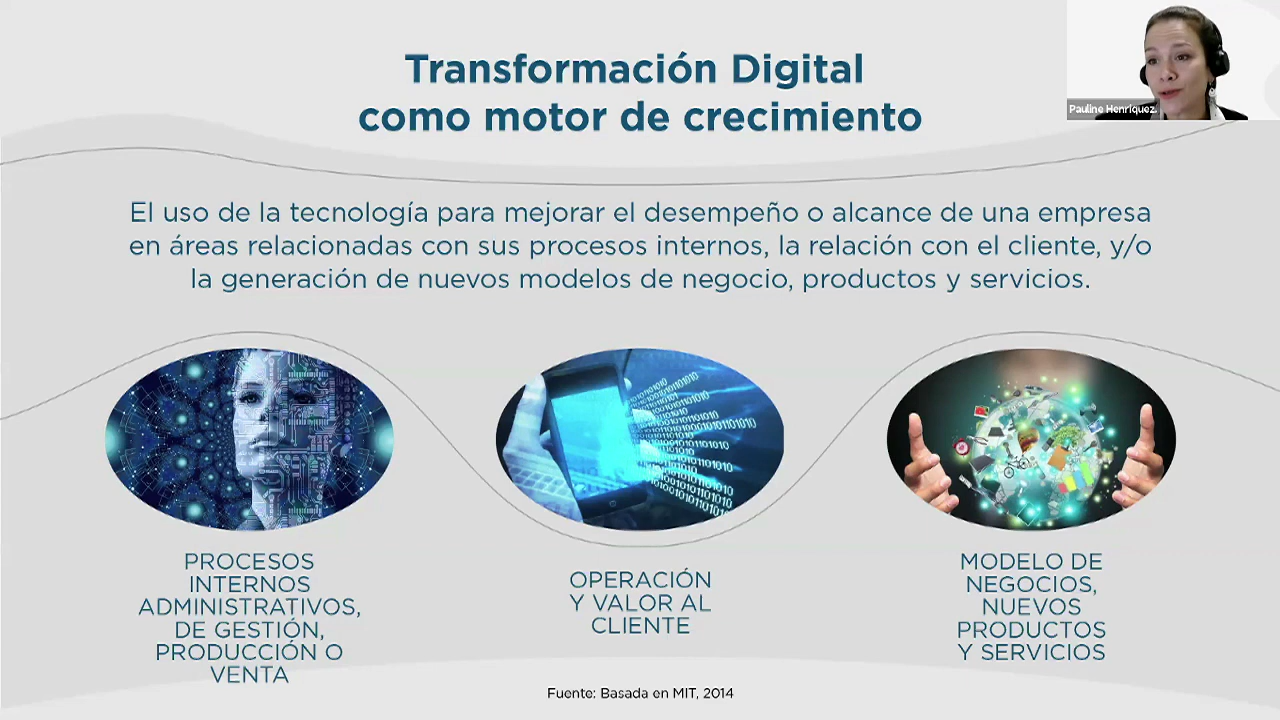 Transformación Digital
como motor de crecimiento
Pauline Henríquez.
El uso de la tecnología para mejorar el desempeño o alcance de una empresa
en áreas relacionadas con sus procesos internos, la relación con el cliente, y/o
la generación de nuevos modelos de negocio, productos y servicios.
PROCESOS
INTERNOS
ADMINISTRATIVOS,
DE GESTIÓN,
PRODUCCIÓN O
VENTA
OPERACIÓN
Y VALOR AL
CLIENTE
MODELO DE
NEGOCIOS,
NUEVOS
PRODUCTOS
Y SERVICIOS
Fuente: Basada en MIT, 2014